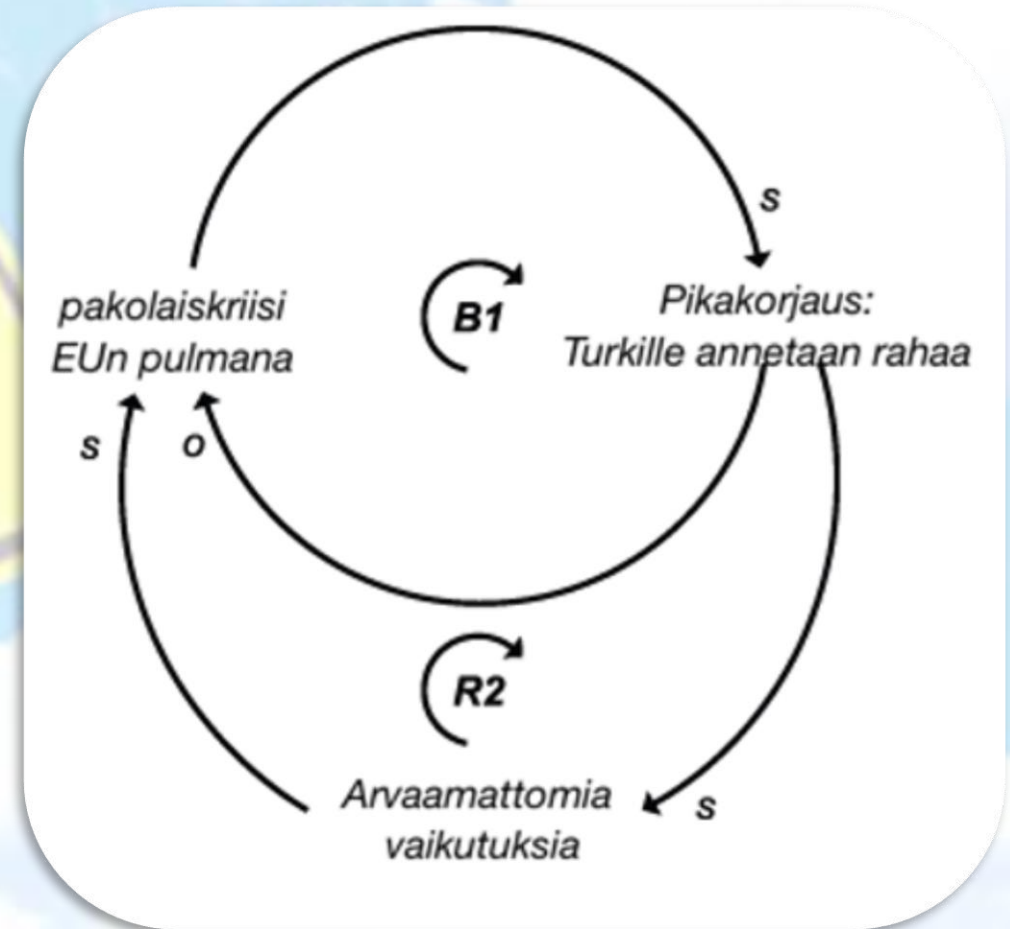 s
pakolaiskriisi
EUn pulmana
B1
Pikakorjaus:
Turkille annetaan rahaa
s
o
R2
Arvaamattomia
vaikutuksia
s